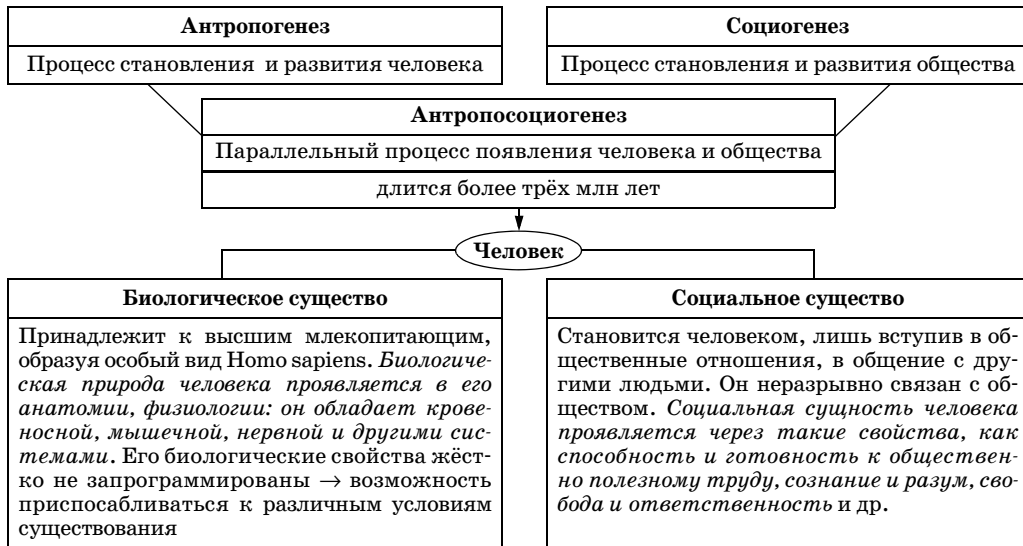 Антропогенез
Процесс становления и развития человека
Социогенез
Процесс становления и развития общества
Антропосоциогенез
Параллельный процесс появления человека и общества
длится более трёх млн лет
Человек
Биологическое существо
Принадлежит к высшим млекопитающим,
образуя особый вид Homo sapiens. Биологиче-
ская природа человека проявляется в его
анатомии, физиологии: он обладает крове-
носной, мышечной, нервной и другими сис-
темами. Его биологические свойства жёст-
ко не запрограммированы → возможность
приспосабливаться к различным условиям
существования
Социальное существо
Становится человеком, лишь вступив в об-
щественные отношения, в общение с дру-
гими людьми. Он неразрывно связан с об-
ществом. Социальная сущность человека
проявляется через такие свойства, как
способность и готовность к обществен-
но полезному труду, сознание и разум, сво-
бода и ответственность и др.